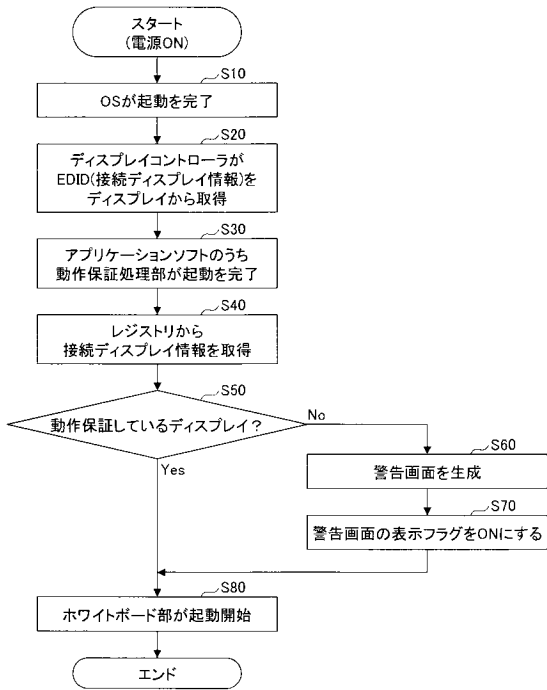 スタート
(電源ON)
S10
OSが起動を完了
S20
ディスプレイコントローラが
EDID(接続ディスプレイ情報)を
ディスプレイから取得
S30
アプリケーションソフトのうち
動作保証処理部が起動を完了
S40
レジストリから
接続ディスプレイ情報を取得
S50
動作保証しているディスプレイ？
No
Yes
S60
警告画面を生成
S70
警告画面の表示フラグをONにする
S80
ホワイトボード部が起動開始
エンド